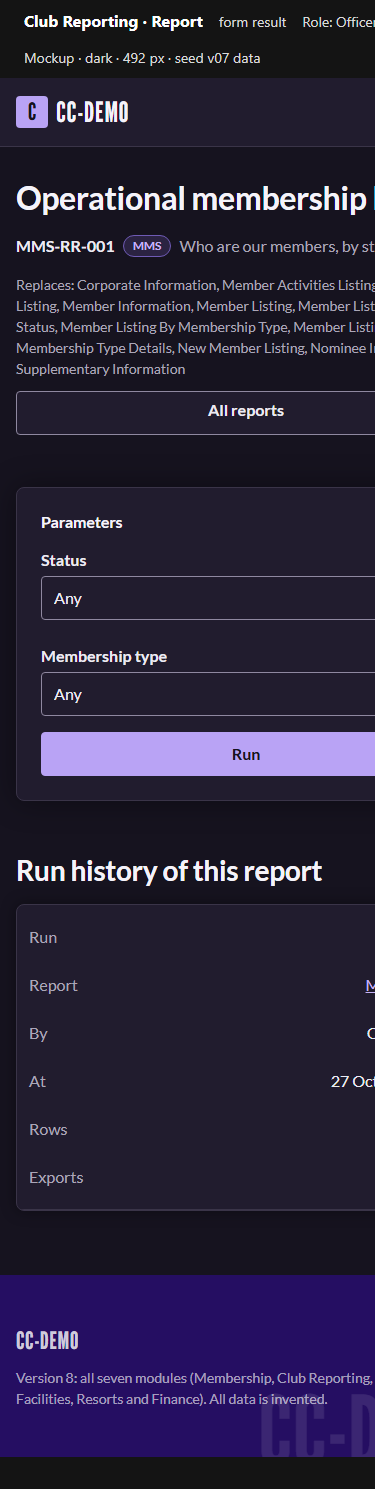 Club Reporting · Report form result Role: Officer
Mockup · dark · 492 px · seed v07 data
C CC-DEMO
Operational membership
MMS-RR-001 MMS Who are our members, by st
Replaces: Corporate Information, Member Activities Listing
Listing, Member Information, Member Listing, Member List
Status, Member Listing By Membership Type, Member Listi
Membership Type Details, New Member Listing, Nominee I
Supplementary Information
All reports
Parameters
Status
Any
Membership type
Any
Run
Run history of this report
Run
Report
By
At 27 Oct
Rows
Exports
CC-DEMO
Version 8: all seven modules (Membership, Club Reporting,
Facilities, Resorts and Finance). All data is invented.
CC-D